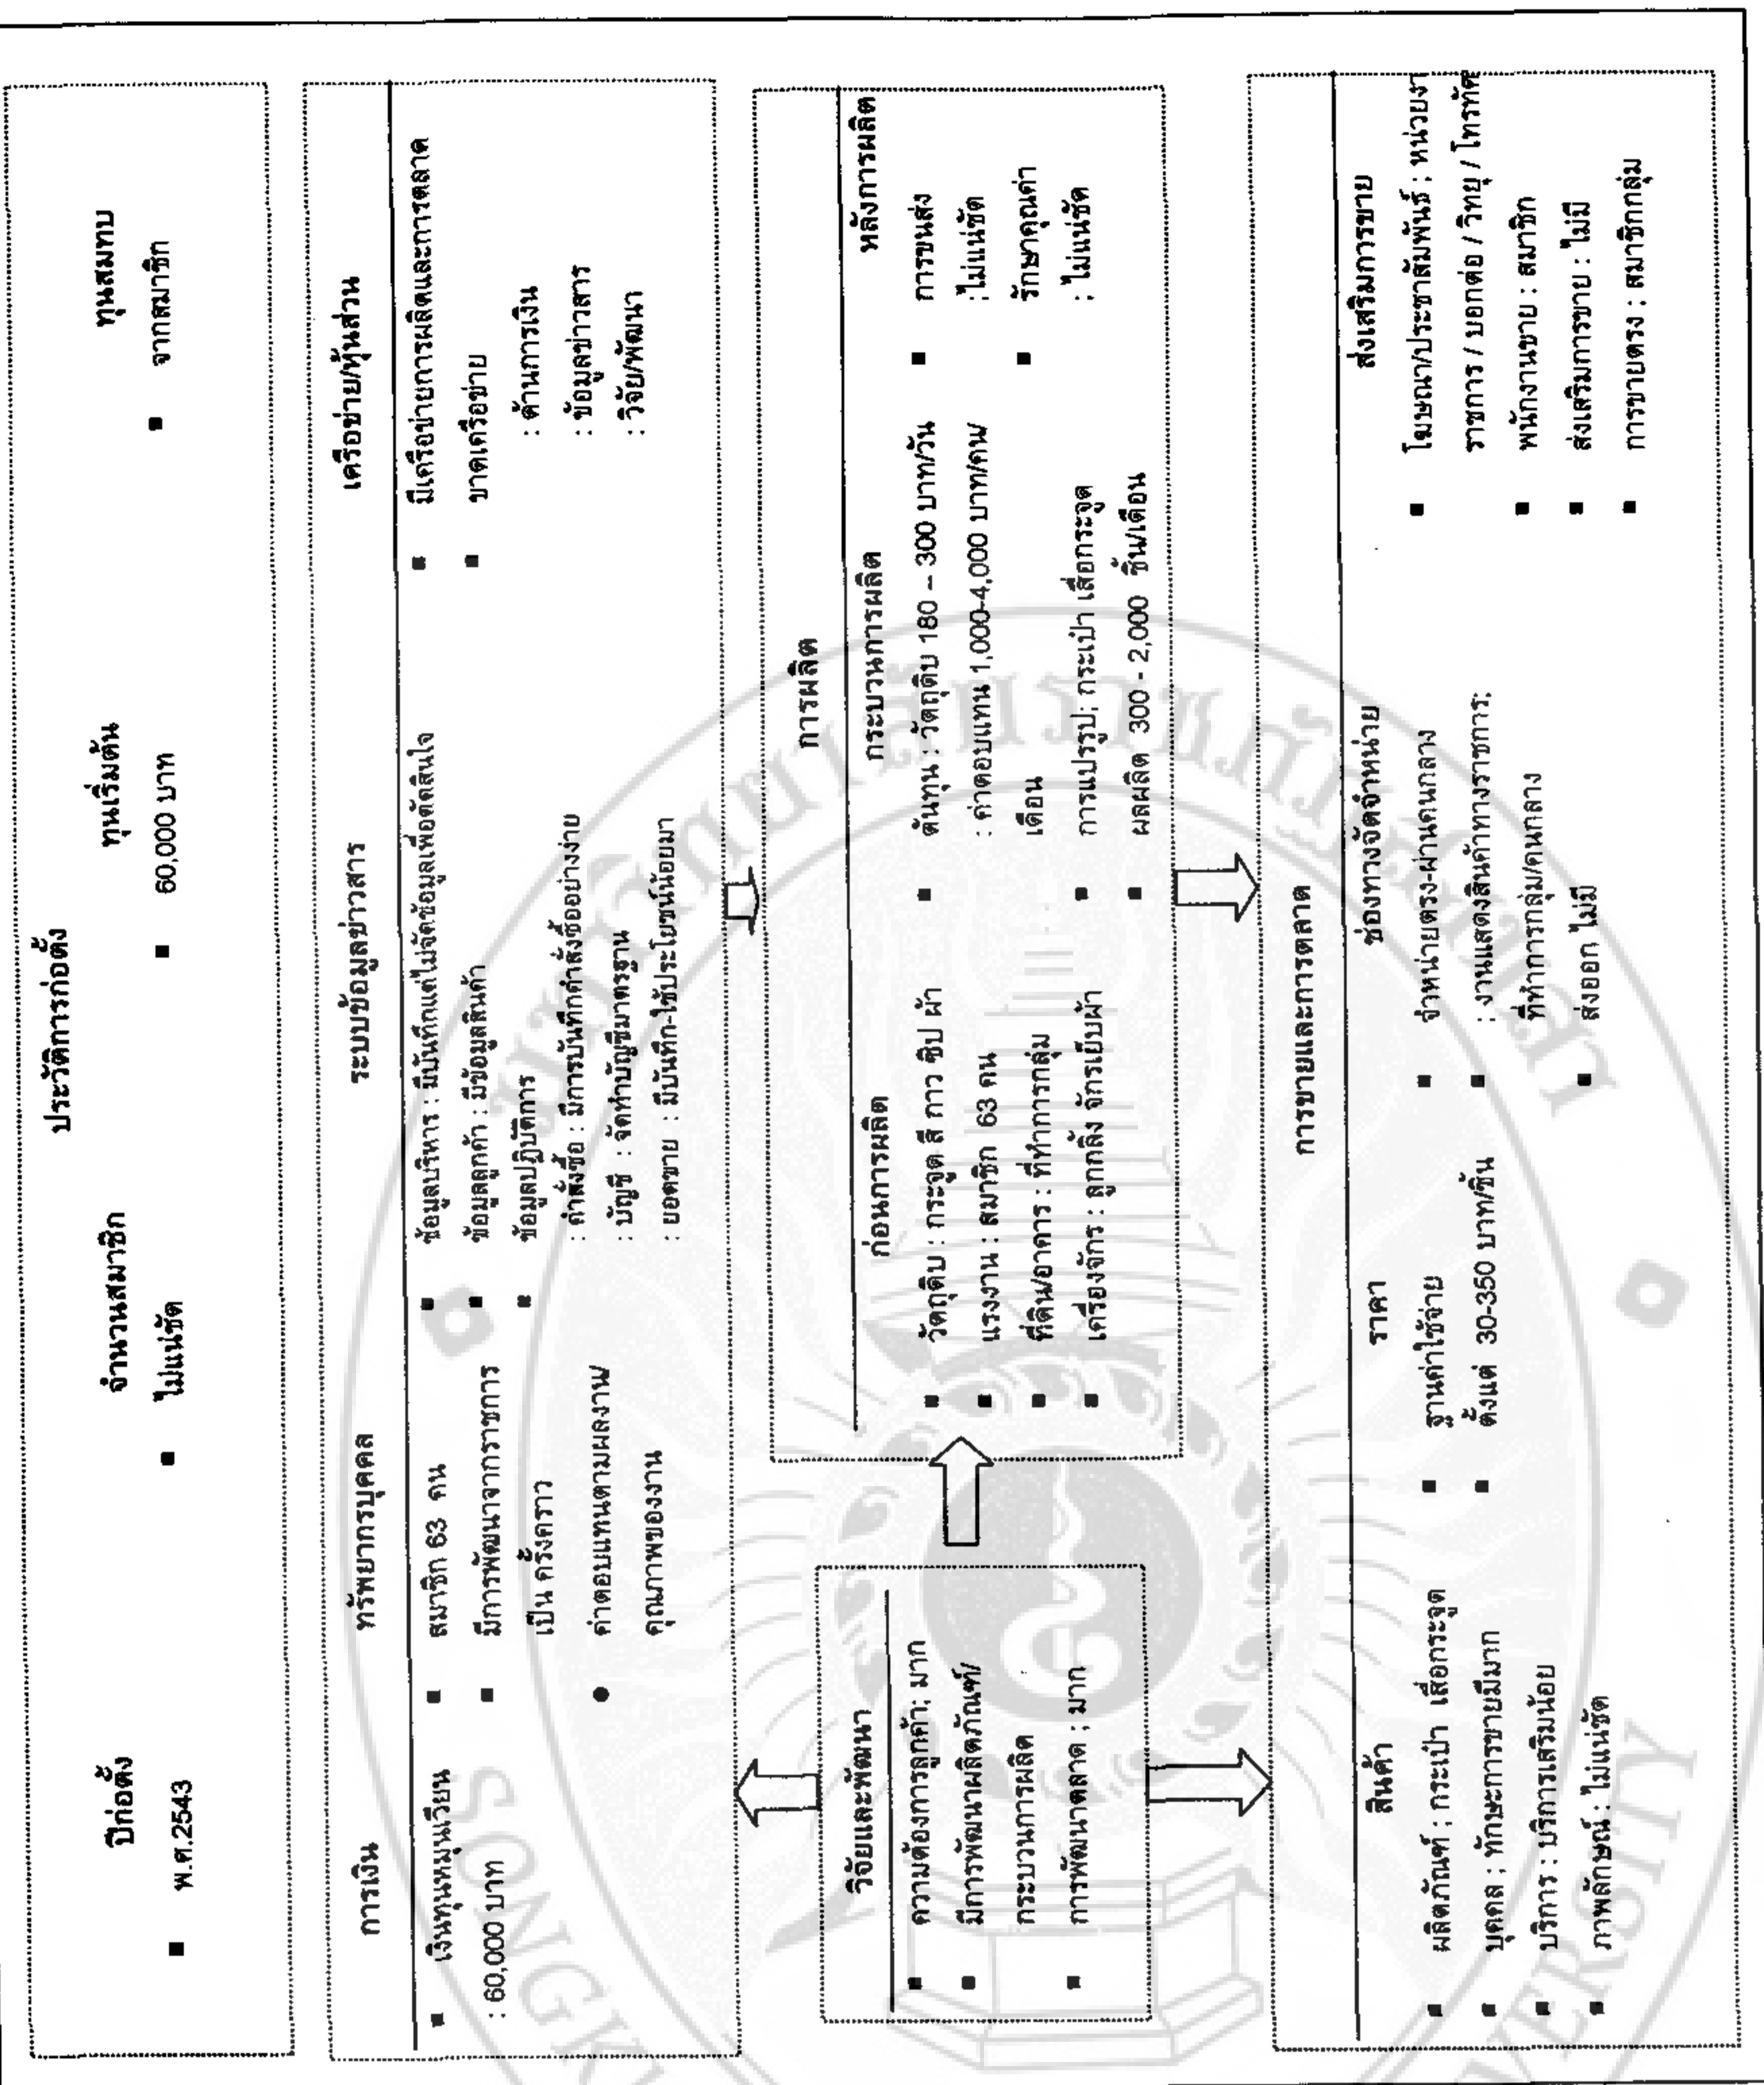 ประวัติการก่อตั้ง
ปีก่อตั้ง
■ พ.ศ.2543
จำนวนสมาชิก
■ ไม่แน่ชัด
ทุนเริ่มต้น
■ 60,000 บาท
ทุนสมทบ
■ จากสมาชิก
การเงิน
■ เงินทุนหมุนเวียน
: 60,000 บาท
ทรัพยากรบุคคล
■ สมาชิก 63 คน
■ มีการพัฒนาจากราชการ
เป็น ครั้งคราว
● ค่าตอบแทนตามผลงาน/
คุณภาพของงาน
ระบบข้อมูลข่าวสาร
■ ข้อมูลบริหาร : มีบันทึกแต่ไม่จัดข้อมูลเพื่อตัดสินใจ
■ ข้อมูลลูกค้า : มีข้อมูลสินค้า
■ ข้อมูลปฏิบัติการ
: คำสั่งซื้อ : มีการบันทึกคำสั่งซื้ออย่างง่าย
: บัญชี : จัดทำบัญชีมาตรฐาน
: ยอดขาย : มีบันทึก-ใช้ประโยชน์น้อยมา
เครือข่าย/หุ้นส่วน
■ มีเครือข่ายการผลิตและการตลาด
■ ขาดเครือข่าย
: ด้านการเงิน
: ข้อมูลข่าวสาร
: วิจัย/พัฒนา
วิจัยและพัฒนา
■ ความต้องการลูกค้า; มาก
■ มีการพัฒนาผลิตภัณฑ์/
กระบวนการผลิต
■ การพัฒนาตลาด ; มาก
การผลิต
ก่อนการผลิต
■ วัตถุดิบ : กระจูด สี กาว ซิป ผ้า
■ แรงงาน : สมาชิก 63 คน
■ ที่ดิน/อาคาร : ที่ทำการกลุ่ม
■ เครื่องจักร : ลูกกลิ้ง จักรเย็บผ้า
กระบวนการผลิต
■ ต้นทุน : วัตถุดิบ 180 – 300 บาท/วัน
: ค่าตอบแทน 1,000-4,000 บาท/คน/
เดือน
■ การแปรรูป; กระเป๋า เสื่อกระจูด
■ ผลผลิต 300 - 2,000 ชิ้น/เดือน
หลังการผลิต
■ การขนส่ง
:ไม่แน่ชัด
■ รักษาคุณค่า
: ไม่แน่ชัด
การขายและการตลาด
สินค้า
■ ผลิตภัณฑ์ ; กระเป๋า เสื่อกระจูด
■ บุคคล ; ทักษะการขายมีมาก
■ บริการ : บริการเสริมน้อย
■ ภาพลักษณ์ : ไม่แน่ชัด
ราคา
■ ฐานค่าใช้จ่าย
■ ตั้งแต่ 30-350 บาท/ชิ้น
ช่องทางจัดจำหน่าย
■ จำหน่ายตรง-ผ่านคนกลาง
■ : งานแสดงสินค้าทางราชการ;
ที่ทำการกลุ่ม/คนกลาง
■ ส่งออก ไม่มี
ส่งเสริมการขาย
■ โฆษณา/ประชาสัมพันธ์ ; หน่วยงา
ราชการ / บอกต่อ / วิทยุ / โทรทัศ
■ พนักงานขาย : สมาชิก
■ ส่งเสริมการขาย : ไม่มี
■ การขายตรง ; สมาชิกกลุ่ม